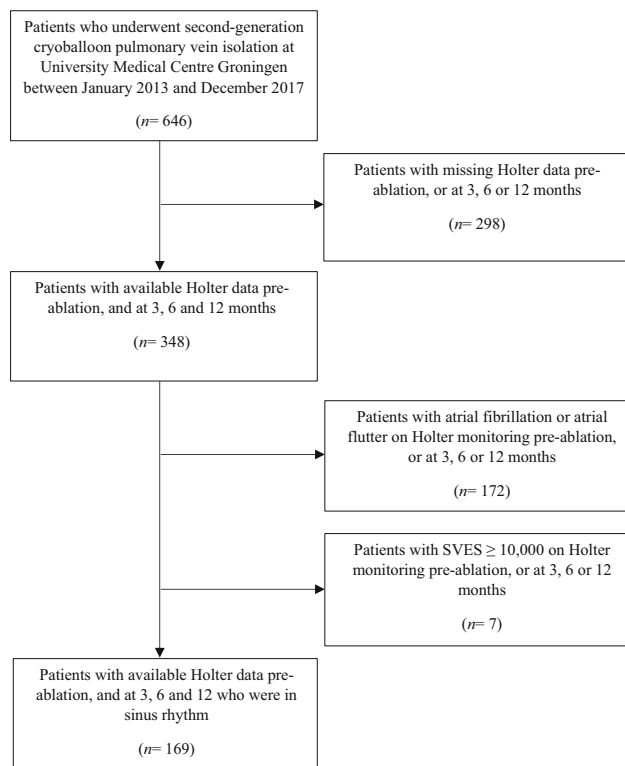 Patients who underwent second-generation
cryoballoon pulmonary vein isolation at
University Medical Centre Groningen
between January 2013 and December 2017
(n= 646)
Patients with missing Holter data pre-
ablation, or at 3, 6 or 12 months
(n= 298)
Patients with available Holter data pre-
ablation, and at 3, 6 and 12 months
(n= 348)
Patients with atrial fibrillation or atrial
flutter on Holter monitoring pre-ablation,
or at 3, 6 or 12 months
(n= 172)
Patients with SVES ≥ 10,000 on Holter
monitoring pre-ablation, or at 3, 6 or 12
months
(n= 7)
Patients with available Holter data pre-
ablation, and at 3, 6 and 12 who were in
sinus rhythm
(n= 169)